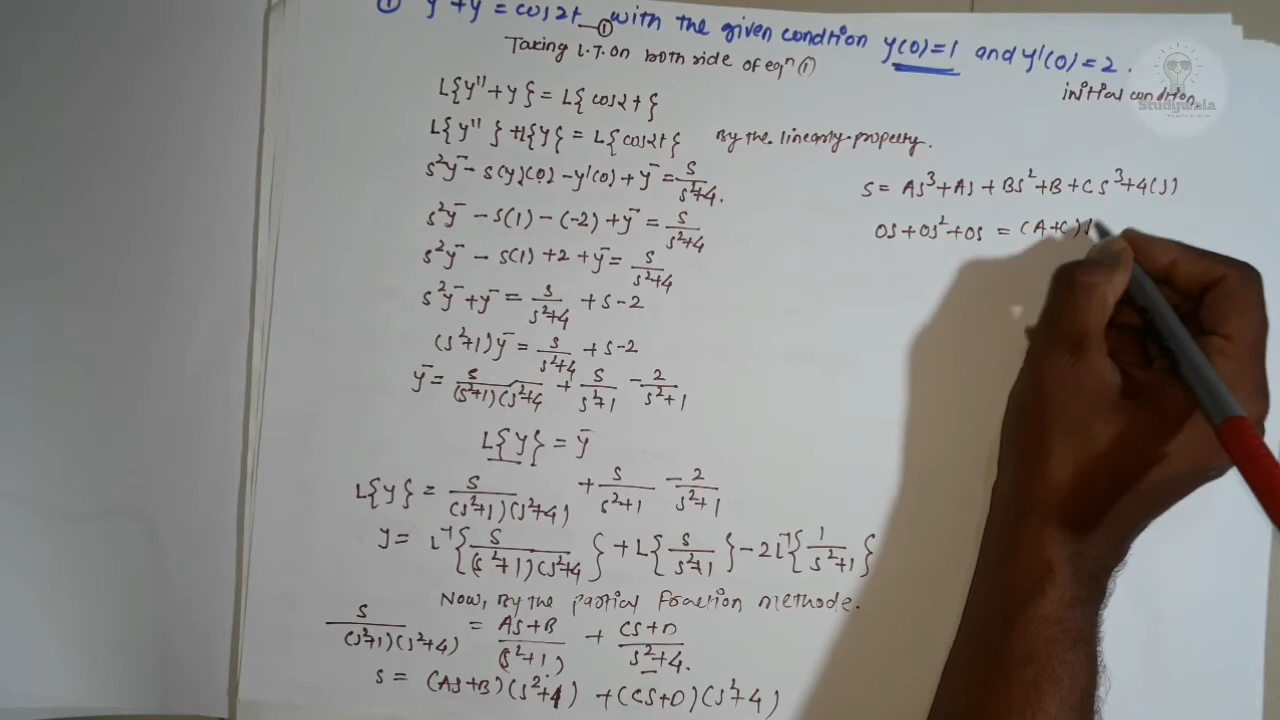 ① y''+y = cos2t —① with the given condtion y(0)=1 and y'(0)=2.
Taking L.T. on both side of eqⁿ ①
initial condtion
Studywala
L{y''+y} = L{cos2t}
L{y''} + L{y} = L{cos2t} By the linearly property.
s²ȳ - s(y)(0) - y'(0) + ȳ = s/s²+4.
s²ȳ - s(1) - (-2) + ȳ = s/s²+4
s²ȳ - s(1) + 2 + ȳ = s/s²+4
s²ȳ + ȳ = s/s²+4 + s-2
(s²+1)ȳ = s/s²+4 + s-2
ȳ = s/(s²+1)(s²+4 + s/s²+1 - 2/s²+1
L{y} = ȳ
L{y} = s/(s²+1)(s²+4) + s/s²+1 - 2/s²+1
y = L⁻¹{s/(s²+1)(s²+4} + L{s/s²+1} - 2L⁻¹{1/s²+1}
Now, By the partial Fraction methode.
s/(s²+1)(s²+4) = As+B/(s²+1) + Cs+D/s²+4.
s = (As+B)(s²+4) + (Cs+D)(s²+4)
s = As³+As+Bs²+B+Cs³+4(s)
0s+0s²+0s = (A+C)